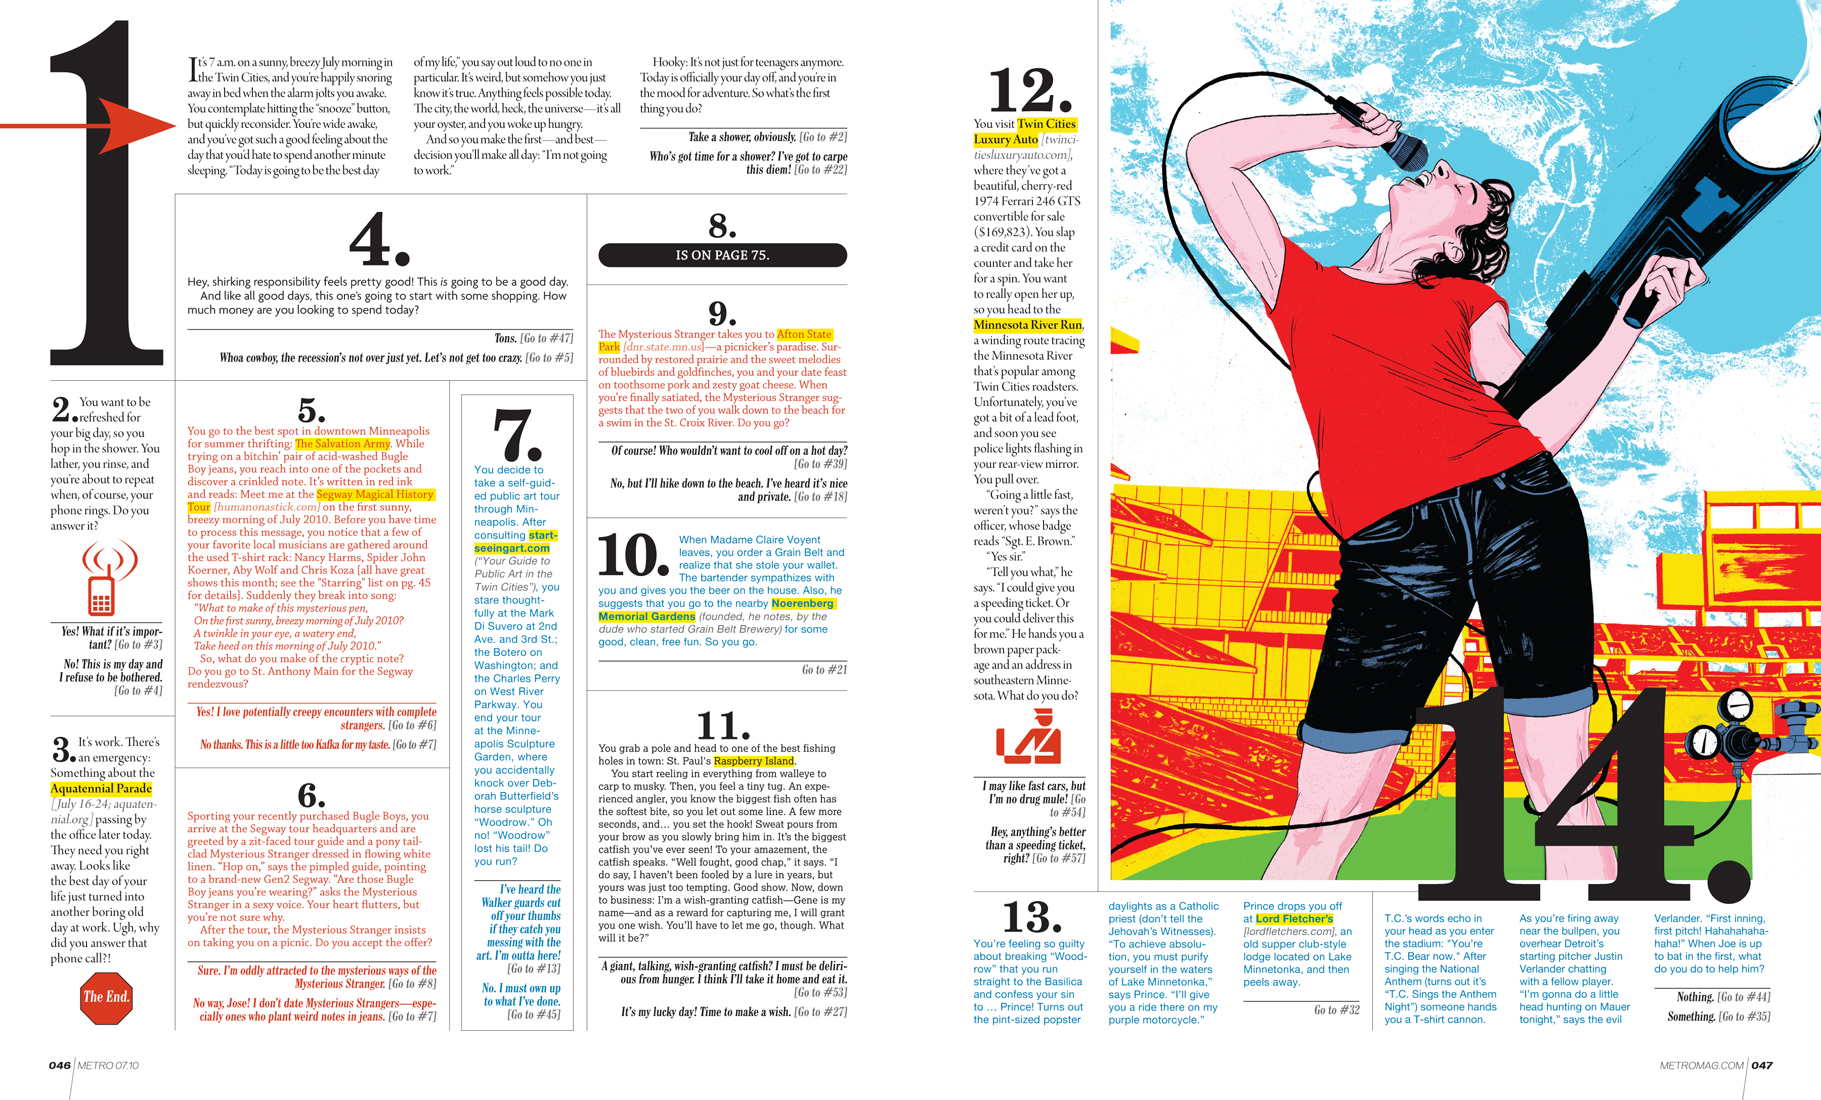 1
It's 7 a.m. on a sunny, breezy July morning in
the Twin Cities, and you're happily snoring
away in bed when the alarm jolts you awake.
You contemplate hitting the "snooze" button,
but quickly reconsider. You're wide awake,
and you've got such a good feeling about the
day that you'd hate to spend another minute
sleeping. "Today is going to be the best day
of my life," you say out loud to no one in
particular. It's weird, but somehow you just
know it's true. Anything feels possible today.
The city, the world, heck, the universe—it's all
your oyster, and you woke up hungry.
And so you make the first—and best—
decision you'll make all day: "I'm not going
to work."
Hooky: It's not just for teenagers anymore.
Today is officially your day off, and you're in
the mood for adventure. So what's the first
thing you do?
Take a shower, obviously. [Go to #2]
Who's got time for a shower? I've got to carpe
this diem! [Go to #22]
2. You want to be
refreshed for
your big day, so you
hop in the shower. You
lather, you rinse, and
you're about to repeat
when, of course, your
phone rings. Do you
answer it?
Yes! What if it's impor-
tant? [Go to #3]
No! This is my day and
I refuse to be bothered.
[Go to #4]
3. It's work. There's
an emergency:
Something about the
Aquatennial Parade
[July 16-24; aquaten-
nial.org] passing by
the office later today.
They need you right
away. Looks like
the best day of your
life just turned into
another boring old
day at work. Ugh, why
did you answer that
phone call?!
The End.
4.
Hey, shirking responsibility feels pretty good! This is going to be a good day.
And like all good days, this one's going to start with some shopping. How
much money are you looking to spend today?
Tons. [Go to #47]
Whoa cowboy, the recession's not over just yet. Let's not get too crazy. [Go to #5]
5.
You go to the best spot in downtown Minneapolis
for summer thrifting: The Salvation Army. While
trying on a bitchin' pair of acid-washed Bugle
Boy jeans, you reach into one of the pockets and
discover a crinkled note. It's written in red ink
and reads: Meet me at the Segway Magical History
Tour [humanonastick.com] on the first sunny,
breezy morning of July 2010. Before you have time
to process this message, you notice that a few of
your favorite local musicians are gathered around
the used T-shirt rack: Nancy Harms, Spider John
Koerner, Aby Wolf and Chris Koza [all have great
shows this month; see the "Starring" list on pg. 45
for details]. Suddenly they break into song:
"What to make of this mysterious pen,
On the first sunny, breezy morning of July 2010?
A twinkle in your eye, a watery end,
Take heed on this morning of July 2010."
So, what do you make of the cryptic note?
Do you go to St. Anthony Main for the Segway
rendezvous?
Yes! I love potentially creepy encounters with complete
strangers. [Go to #6]
No thanks. This is a little too Kafka for my taste. [Go to #7]
6.
Sporting your recently purchased Bugle Boys, you
arrive at the Segway tour headquarters and are
greeted by a zit-faced tour guide and a pony tail-
clad Mysterious Stranger dressed in flowing white
linen. "Hop on," says the pimpled guide, pointing
to a brand-new Gen2 Segway. "Are those Bugle
Boy jeans you're wearing?" asks the Mysterious
Stranger in a sexy voice. Your heart flutters, but
you're not sure why.
After the tour, the Mysterious Stranger insists
on taking you on a picnic. Do you accept the offer?
Sure. I'm oddly attracted to the mysterious ways of the
Mysterious Stranger. [Go to #8]
No way, Jose! I don't date Mysterious Strangers—espe-
cially ones who plant weird notes in jeans. [Go to #7]
7.
You decide to
take a self-guid-
ed public art tour
through Min-
neapolis. After
consulting start-
seeingart.com
("Your Guide to
Public Art in the
Twin Cities"), you
stare thought-
fully at the Mark
Di Suvero at 2nd
Ave. and 3rd St.;
the Botero on
Washington; and
the Charles Perry
on West River
Parkway. You
end your tour
at the Minne-
apolis Sculpture
Garden, where
you accidentally
knock over Deb-
orah Butterfield's
horse sculpture
"Woodrow." Oh
no! "Woodrow"
lost his tail! Do
you run?
I've heard the
Walker guards cut
off your thumbs
if they catch you
messing with the
art. I'm outta here!
[Go to #13]
No. I must own up
to what I've done.
[Go to #45]
8.
IS ON PAGE 75.
9.
The Mysterious Stranger takes you to Afton State
Park [dnr.state.mn.us]—a picnicker's paradise. Sur-
rounded by restored prairie and the sweet melodies
of bluebirds and goldfinches, you and your date feast
on toothsome pork and zesty goat cheese. When
you're finally satiated, the Mysterious Stranger sug-
gests that the two of you walk down to the beach for
a swim in the St. Croix River. Do you go?
Of course! Who wouldn't want to cool off on a hot day?
[Go to #39]
No, but I'll hike down to the beach. I've heard it's nice
and private. [Go to #18]
10. When Madame Claire Voyent
leaves, you order a Grain Belt and
realize that she stole your wallet.
The bartender sympathizes with
you and gives you the beer on the house. Also, he
suggests that you go to the nearby Noerenberg
Memorial Gardens (founded, he notes, by the
dude who started Grain Belt Brewery) for some
good, clean, free fun. So you go.
Go to #21
11.
You grab a pole and head to one of the best fishing
holes in town: St. Paul's Raspberry Island.
You start reeling in everything from walleye to
carp to musky. Then, you feel a tiny tug. An expe-
rienced angler, you know the biggest fish often has
the softest bite, so you let out some line. A few more
seconds, and... you set the hook! Sweat pours from
your brow as you slowly bring him in. It's the biggest
catfish you've ever seen! To your amazement, the
catfish speaks. "Well fought, good chap," it says. "I
do say, I haven't been fooled by a lure in years, but
yours was just too tempting. Good show. Now, down
to business: I'm a wish-granting catfish—Gene is my
name—and as a reward for capturing me, I will grant
you one wish. You'll have to let me go, though. What
will it be?"
A giant, talking, wish-granting catfish? I must be deliri-
ous from hunger. I think I'll take it home and eat it.
[Go to #53]
It's my lucky day! Time to make a wish. [Go to #27]
046 METRO 07.10
12.
You visit Twin Cities
Luxury Auto [twinci-
tiesluxuryauto.com],
where they've got a
beautiful, cherry-red
1974 Ferrari 246 GTS
convertible for sale
($169,823). You slap
a credit card on the
counter and take her
for a spin. You want
to really open her up,
so you head to the
Minnesota River Run,
a winding route tracing
the Minnesota River
that's popular among
Twin Cities roadsters.
Unfortunately, you've
got a bit of a lead foot,
and soon you see
police lights flashing in
your rear-view mirror.
You pull over.
"Going a little fast,
weren't you?" says the
officer, whose badge
reads "Sgt. E. Brown."
"Yes sir."
"Tell you what," he
says. "I could give you
a speeding ticket. Or
you could deliver this
for me." He hands you a
brown paper pack-
age and an address in
southeastern Minne-
sota. What do you do?
I may like fast cars, but
I'm no drug mule! [Go
to #54]
Hey, anything's better
than a speeding ticket,
right? [Go to #57]
13.
You're feeling so guilty
about breaking "Wood-
row" that you run
straight to the Basilica
and confess your sin
to ... Prince! Turns out
the pint-sized popster
daylights as a Catholic
priest (don't tell the
Jehovah's Witnesses).
"To achieve absolu-
tion, you must purify
yourself in the waters
of Lake Minnetonka,"
says Prince. "I'll give
you a ride there on my
purple motorcycle."
Prince drops you off
at Lord Fletcher's
[lordfletchers.com], an
old supper club-style
lodge located on Lake
Minnetonka, and then
peels away.
Go to #32
14.
T.C.'s words echo in
your head as you enter
the stadium: "You're
T.C. Bear now." After
singing the National
Anthem (turns out it's
"T.C. Sings the Anthem
Night") someone hands
you a T-shirt cannon.
As you're firing away
near the bullpen, you
overhear Detroit's
starting pitcher Justin
Verlander chatting
with a fellow player.
"I'm gonna do a little
head hunting on Mauer
tonight," says the evil
Verlander. "First inning,
first pitch! Hahahahaha-
haha!" When Joe is up
to bat in the first, what
do you do to help him?
Nothing. [Go to #44]
Something. [Go to #35]
METROMAG.COM 047